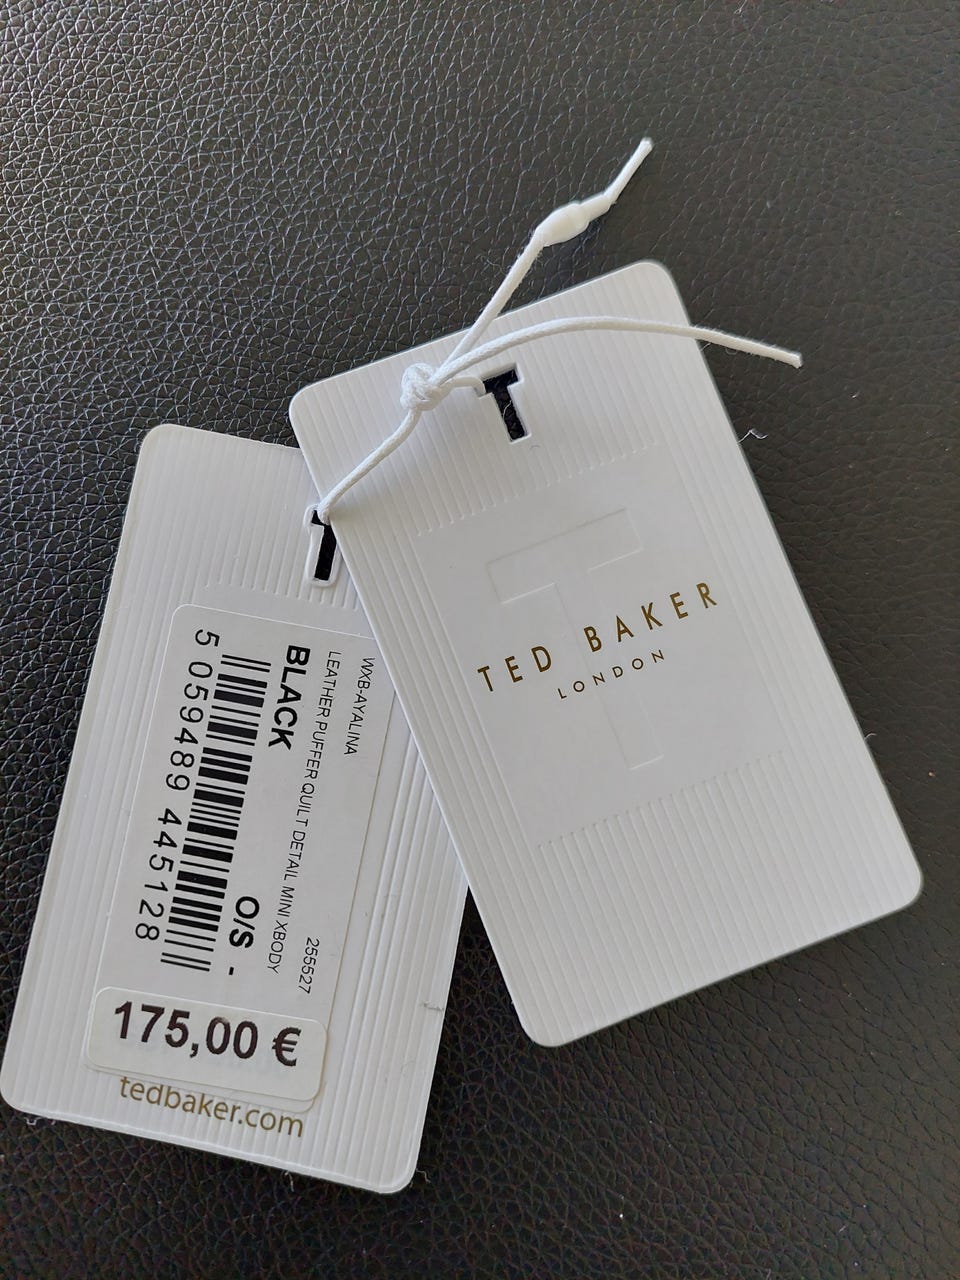 T
TED BAKER
LONDON
T
WXB-AYALINA 255527
LEATHER PUFFER QUILT DETAIL MINI XBODY
BLACK O/S -
5 059489 445128
175,00 €
tedbaker.com